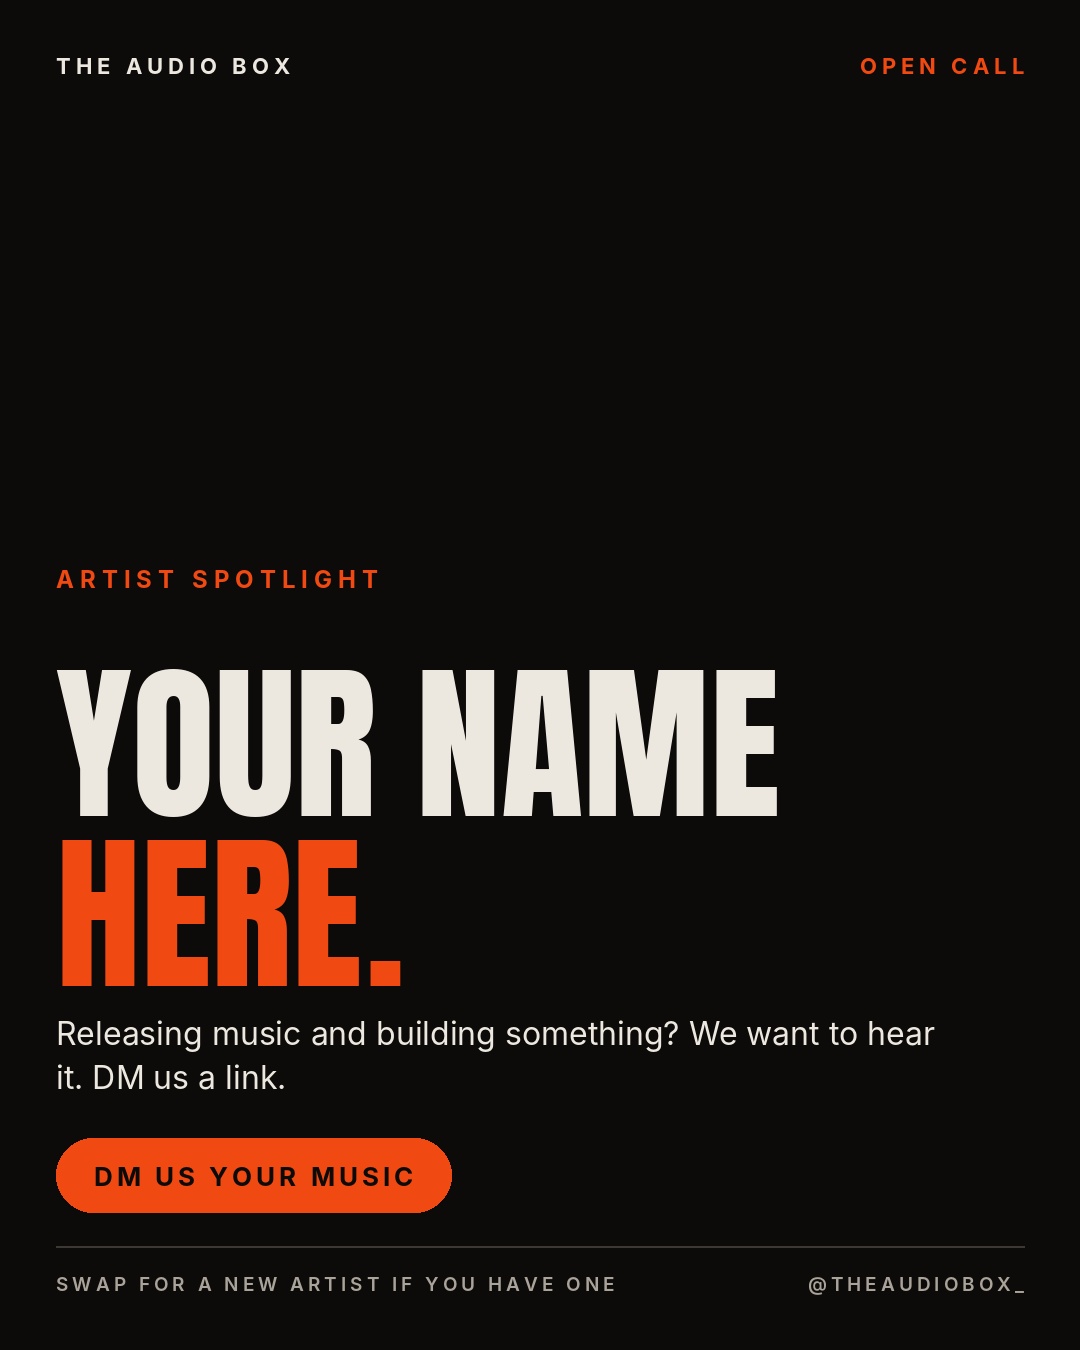 THE AUDIO BOX
OPEN CALL
ARTIST SPOTLIGHT
YOUR NAME
HERE.
Releasing music and building something? We want to hear
it. DM us a link.
DM US YOUR MUSIC
SWAP FOR A NEW ARTIST IF YOU HAVE ONE
@THEAUDIOBOX_